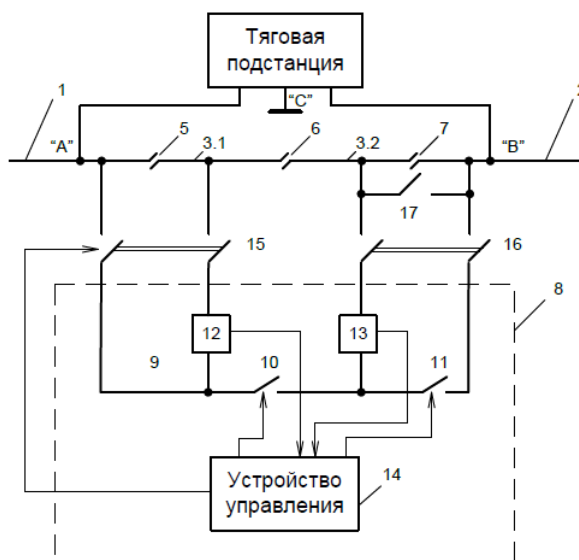 Тяговая
подстанция
1
"C"
2
"A"
5
3.1
6
3.2
7
"B"
17
15
16
8
12
13
9
10
11
Устройство
управления
14